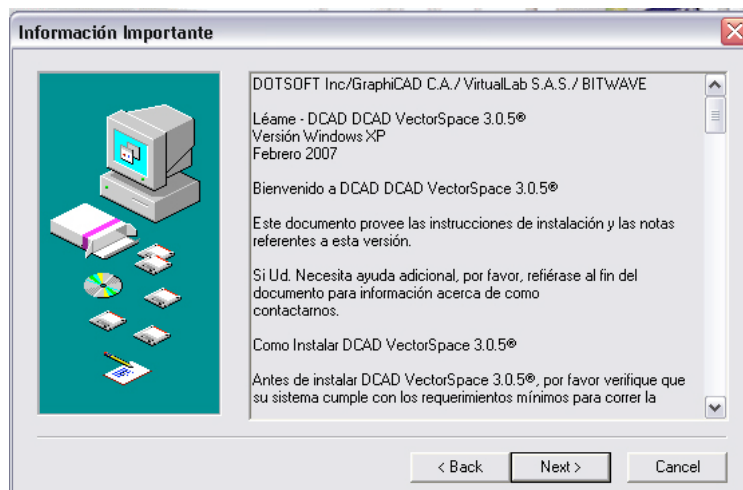 Información Importante
DOTSOFT Inc/GraphiCAD C.A./ VirtualLab S.A.S./ BITWAVE
Léame - DCAD DCAD VectorSpace 3.0.5®
Versión Windows XP
Febrero 2007
Bienvenido a DCAD DCAD VectorSpace 3.0.5®
Este documento provee las instrucciones de instalación y las notas
referentes a esta versión.
Si Ud. Necesita ayuda adicional, por favor, refiérase al fin del
documento para información acerca de como
contactarnos.
Como Instalar DCAD VectorSpace 3.0.5®
Antes de instalar DCAD VectorSpace 3.0.5®, por favor verifique que
su sistema cumple con los requerimientos mínimos para correr la
< Back
Next >
Cancel